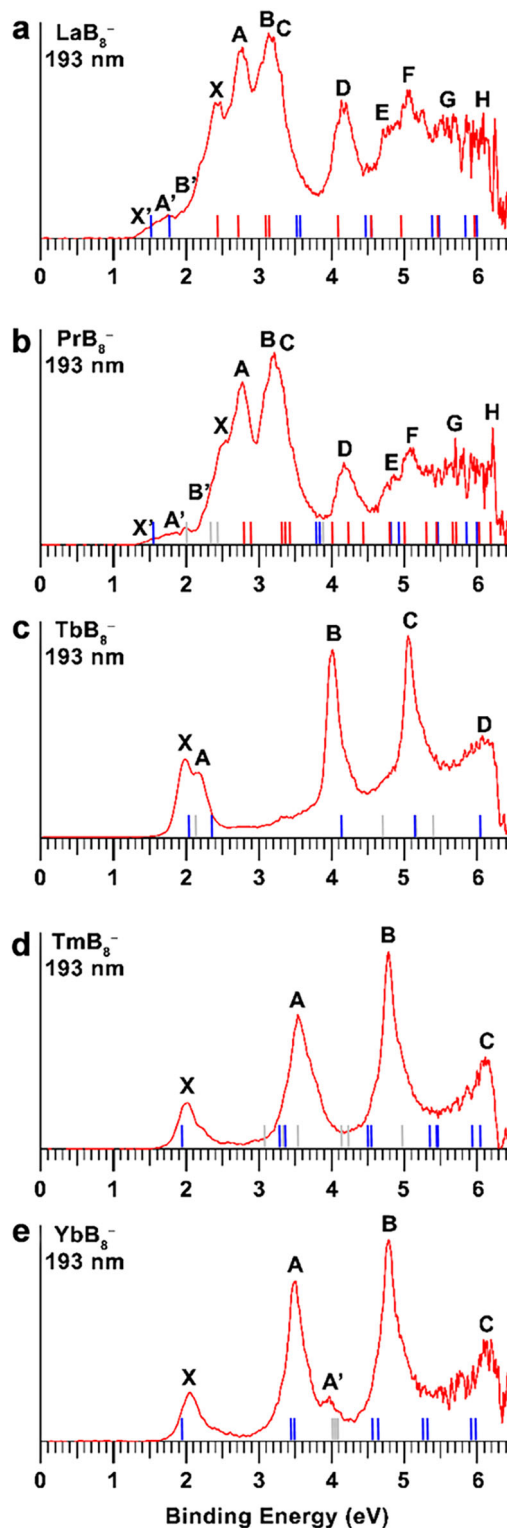 a LaB₈⁻
193 nm
X' A' B' X A B C D E F G H
0 1 2 3 4 5 6
b PrB₈⁻
193 nm
X' A' B' X A B C D E F G H
0 1 2 3 4 5 6
c TbB₈⁻
193 nm
X A B C D
0 1 2 3 4 5 6
d TmB₈⁻
193 nm
X A B C
0 1 2 3 4 5 6
e YbB₈⁻
193 nm
X A A' B C
0 1 2 3 4 5 6
Binding Energy (eV)